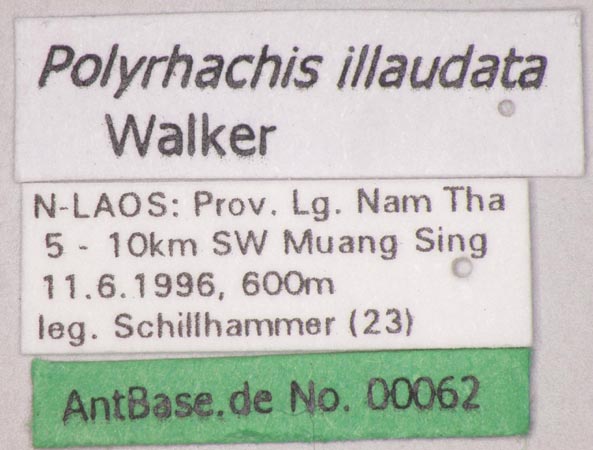 Polyrhachis illaudata
Walker
N-LAOS: Prov. Lg. Nam Tha
5 - 10km SW Muang Sing
11.6.1996, 600m
leg. Schillhammer (23)
AntBase.de No. 00062